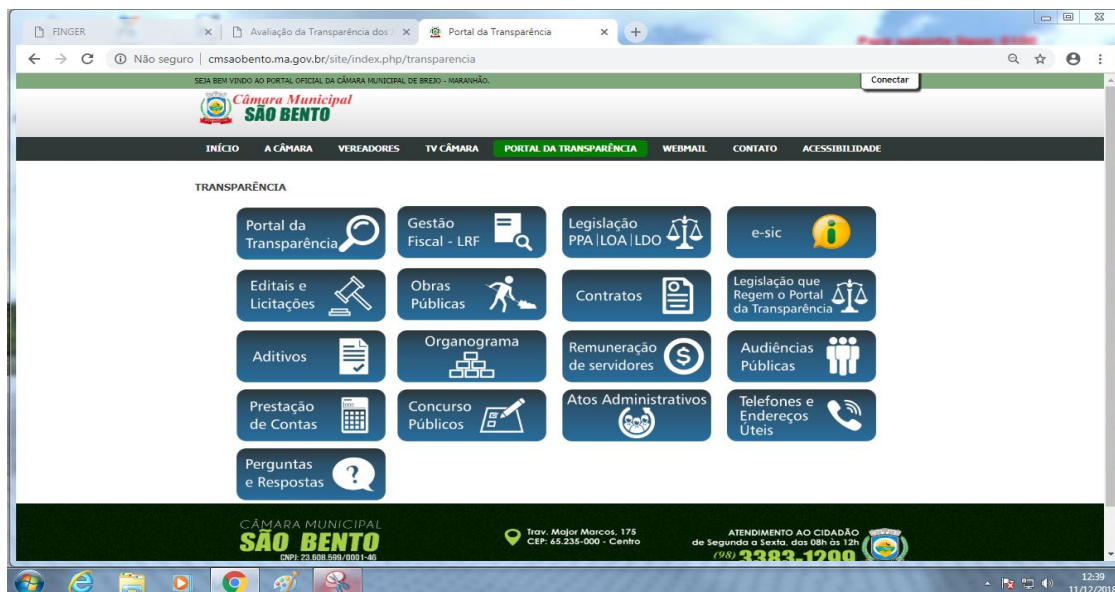 FINGER
Avaliação da Transparência dos
Portal da Transparência
Não seguro | cmsaobento.ma.gov.br/site/index.php/transparencia
SEJA BEM VINDO AO PORTAL OFICIAL DA CÂMARA MUNICIPAL DE BREJO - MARANHÃO.
Conectar
Câmara Municipal
SÃO BENTO
INÍCIO A CÂMARA VEREADORES TV CÂMARA PORTAL DA TRANSPARÊNCIA WEBMAIL CONTATO ACESSIBILIDADE
TRANSPARÊNCIA
Portal da
Transparência
Gestão
Fiscal - LRF
Legislação
PPA|LOA|LDO
e-sic
Editais e
Licitações
Obras
Públicas
Contratos
Legislação que
Regem o Portal
da Transparência
Aditivos
Organograma
Remuneração
de servidores
Audiências
Públicas
Prestação
de Contas
Concurso
Públicos
Atos Administrativos
Telefones e
Endereços
Úteis
Perguntas
e Respostas
CÂMARA MUNICIPAL
SÃO BENTO
CNPJ: 23.608.599/0001-46
Trav. Major Marcos, 175
CEP: 65.235-000 - Centro
ATENDIMENTO AO CIDADÃO
de Segunda a Sexta, das 08h às 12h
(98) 3383-1299
12:39